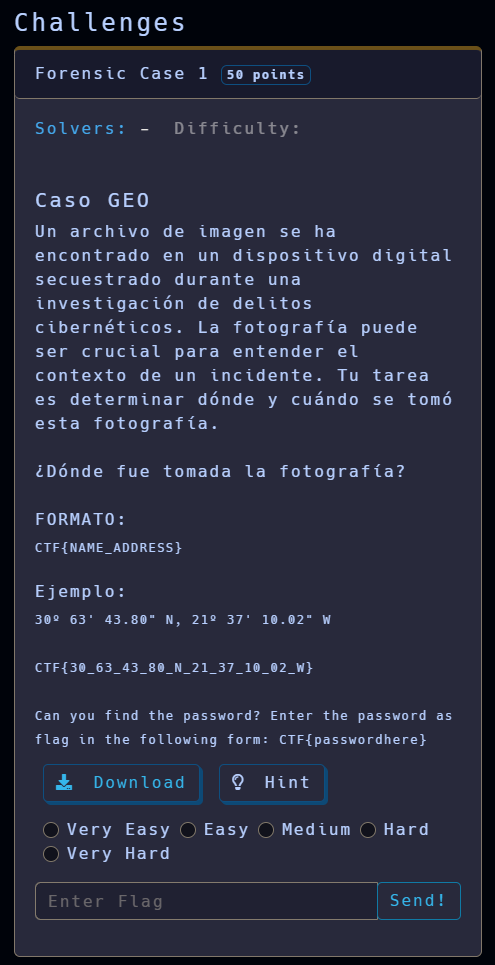 Challenges
Forensic Case 1 50 points
Solvers: - Difficulty:
Caso GEO
Un archivo de imagen se ha
encontrado en un dispositivo digital
secuestrado durante una
investigación de delitos
cibernéticos. La fotografía puede
ser crucial para entender el
contexto de un incidente. Tu tarea
es determinar dónde y cuándo se tomó
esta fotografía.
¿Dónde fue tomada la fotografía?
FORMATO:
CTF{NAME_ADDRESS}
Ejemplo:
30º 63' 43.80" N, 21º 37' 10.02" W
CTF{30_63_43_80_N_21_37_10_02_W}
Can you find the password? Enter the password as
flag in the following form: CTF{passwordhere}
Download Hint
Very Easy Easy Medium Hard
Very Hard
Enter Flag Send!